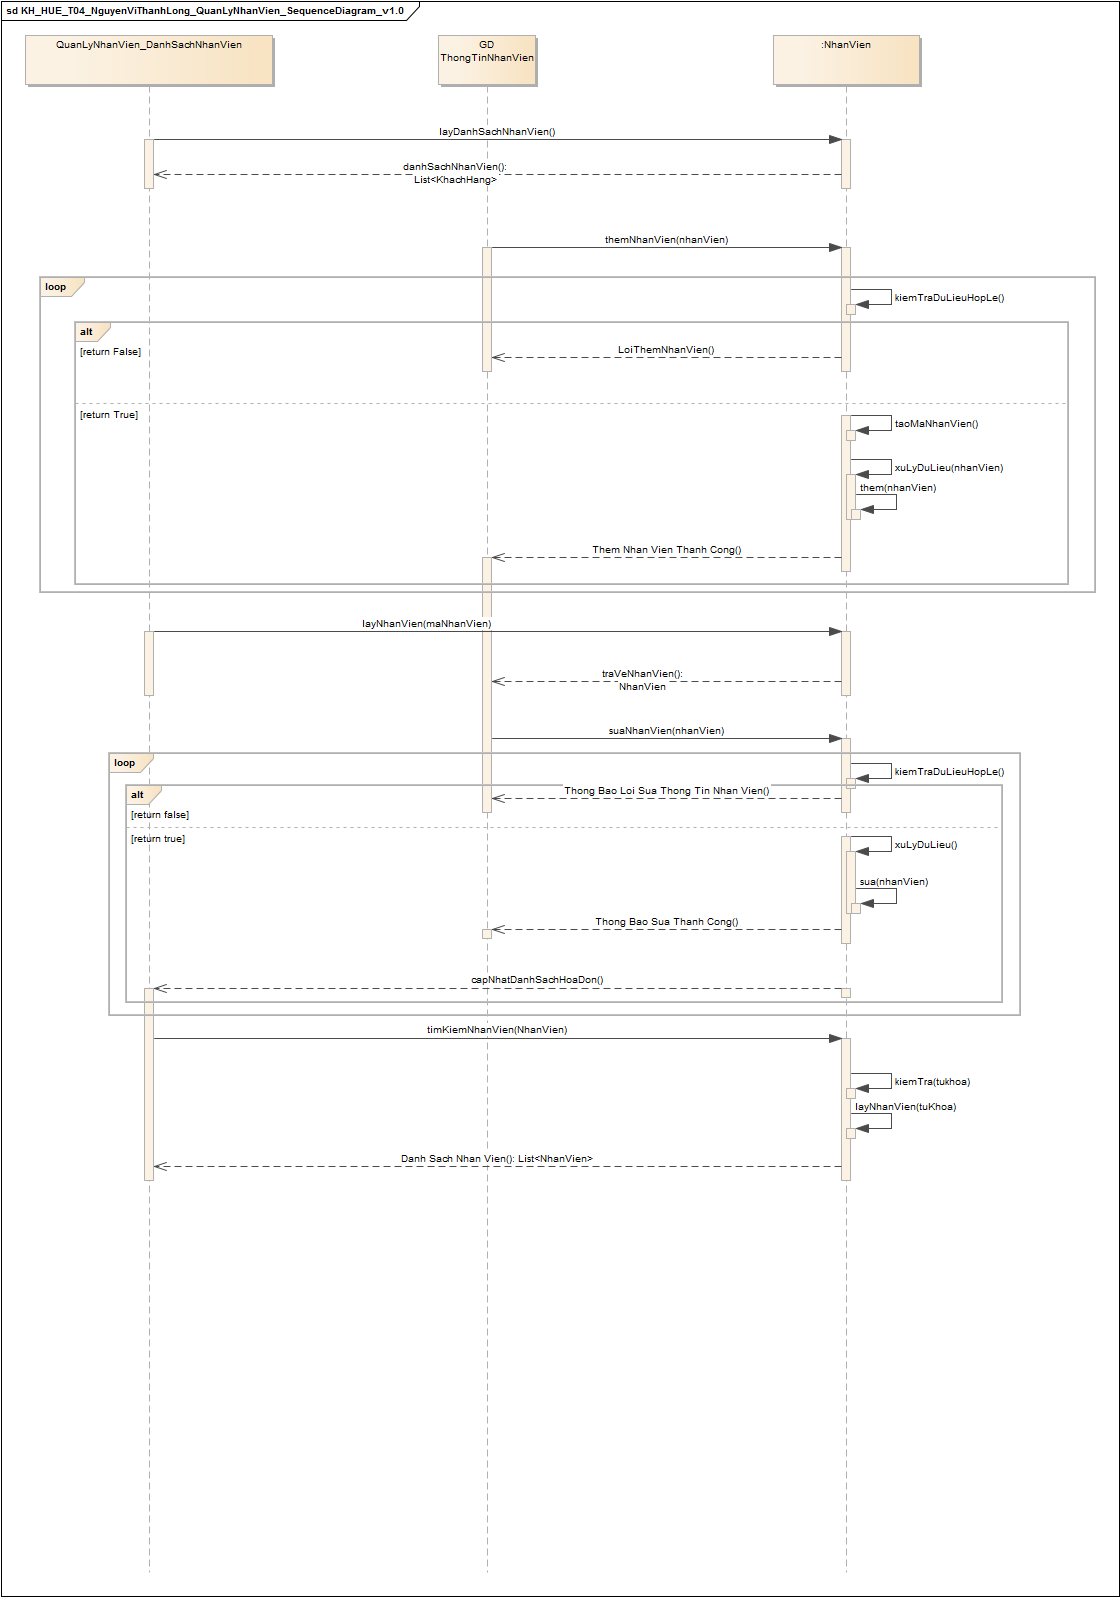 sd KH_HUE_T04_NguyenViThanhLong_QuanLyNhanVien_SequenceDiagram_v1.0
QuanLyNhanVien_DanhSachNhanVien
GD
ThongTinNhanVien
:NhanVien
layDanhSachNhanVien()
danhSachNhanVien():
List<KhachHang>
themNhanVien(nhanVien)
loop
kiemTraDuLieuHopLe()
alt
[return False]
LoiThemNhanVien()
[return True]
taoMaNhanVien()
xuLyDuLieu(nhanVien)
them(nhanVien)
Them Nhan Vien Thanh Cong()
layNhanVien(maNhanVien)
traVeNhanVien():
NhanVien
suaNhanVien(nhanVien)
loop
kiemTraDuLieuHopLe()
alt
Thong Bao Loi Sua Thong Tin Nhan Vien()
[return false]
[return true]
xuLyDuLieu()
sua(nhanVien)
Thong Bao Sua Thanh Cong()
capNhatDanhSachHoaDon()
timKiemNhanVien(NhanVien)
kiemTra(tukhoa)
layNhanVien(tuKhoa)
Danh Sach Nhan Vien(): List<NhanVien>